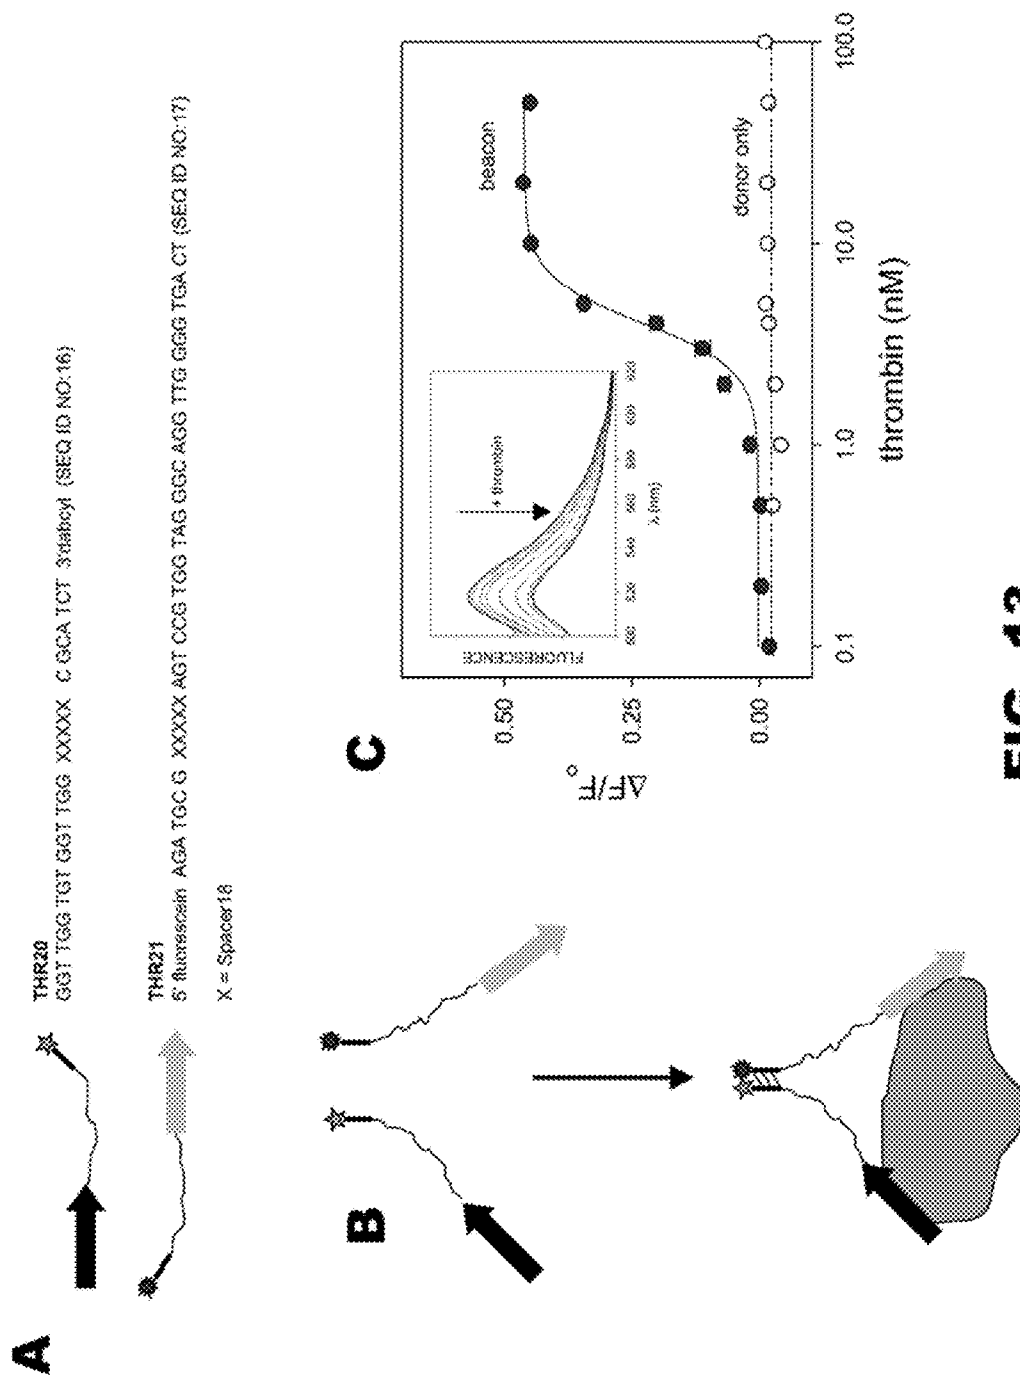 A
THR20
GGT TGG TGT GGT TGG XXXXX C GCA TCT 3'dabcyl (SEQ ID NO:16)
THR21
5' fluorescein AGA TGC G XXXXX AGT CCG TGG TAG GGC AGG TTG GGG TGA CT (SEQ ID NO:17)
X = Spacer18
B
C
ΔF/Fo
0.50
0.25
0.00
FLUORESCENCE
+ thrombin
λ (nm)
beacon
donor only
0.1
1.0
10.0
100.0
thrombin (nM)